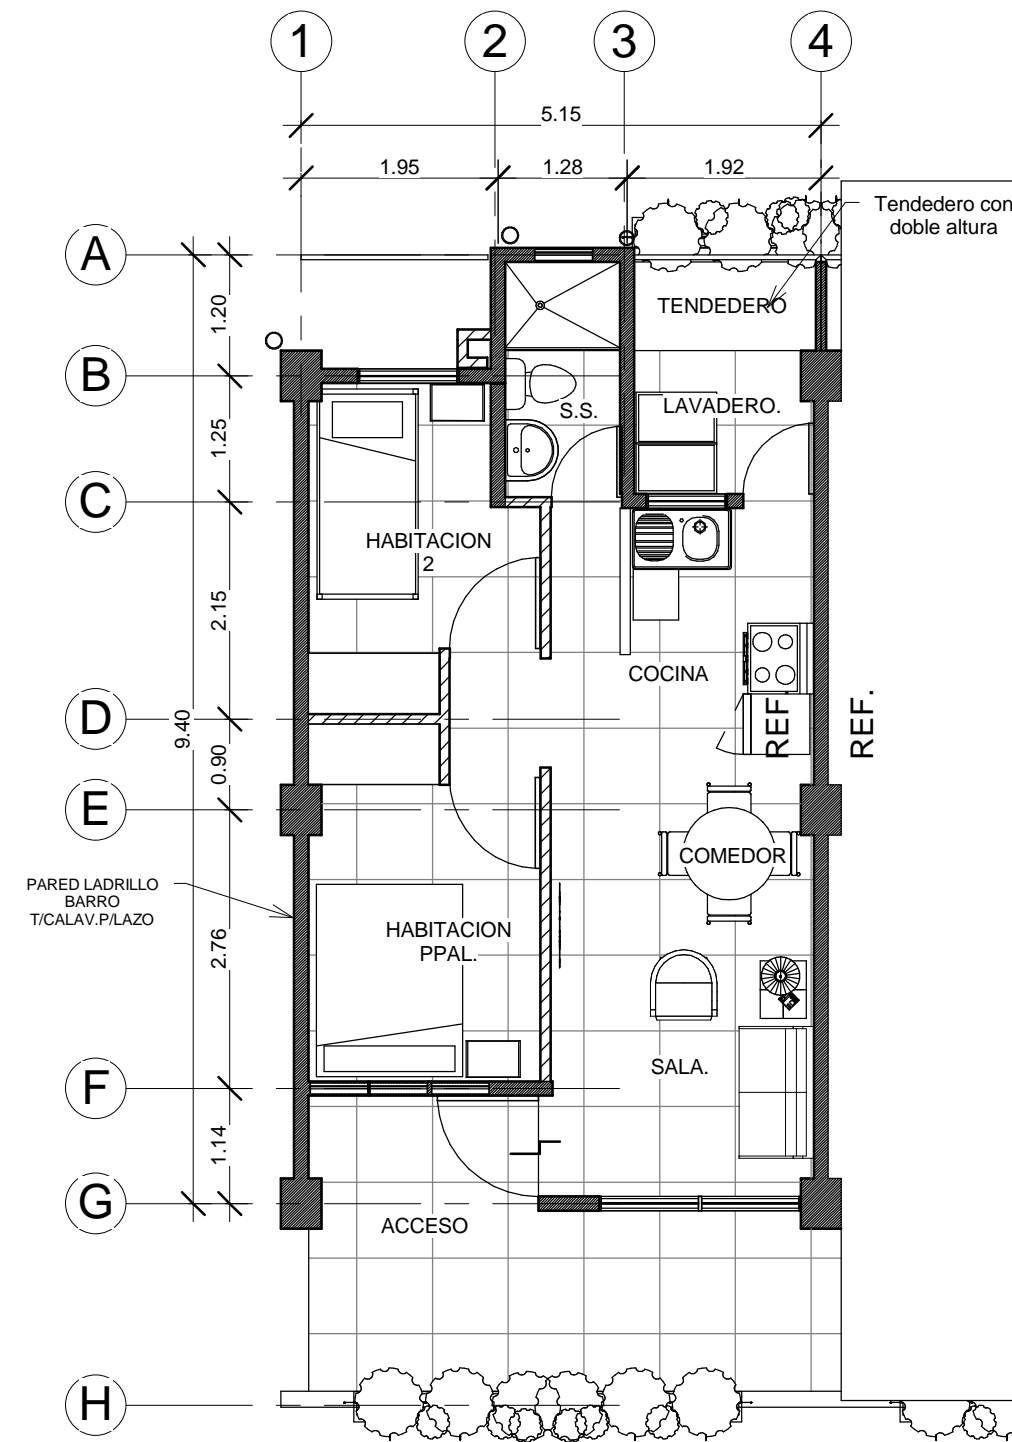 1
2
3
4
5.15
1.95
1.28
1.92
Tendedero con
doble altura
A
1.20
TENDEDERO
B
S.S.
LAVADERO.
1.25
C
HABITACION
2
2.15
COCINA
D
REF
REF.
9.40
0.90
E
COMEDOR
PARED LADRILLO
BARRO
T/CALAV.P/LAZO
2.76
HABITACION
PPAL.
F
SALA.
1.14
G
ACCESO
H